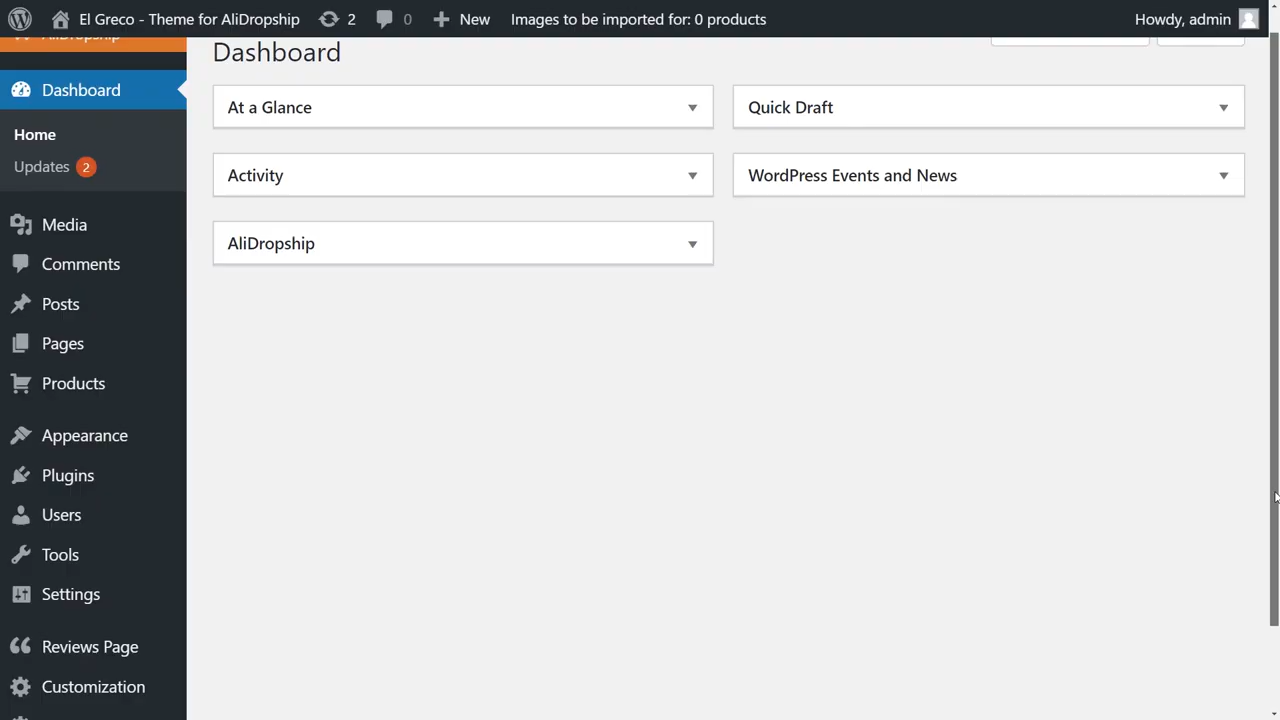 El Greco - Theme for AliDropship
2
0
New
Images to be imported for: 0 products
Howdy, admin
AliDropship
Dashboard
Home
Updates 2
Media
Comments
Posts
Pages
Products
Appearance
Plugins
Users
Tools
Settings
Reviews Page
Customization
Dashboard
At a Glance
Quick Draft
Activity
WordPress Events and News
AliDropship